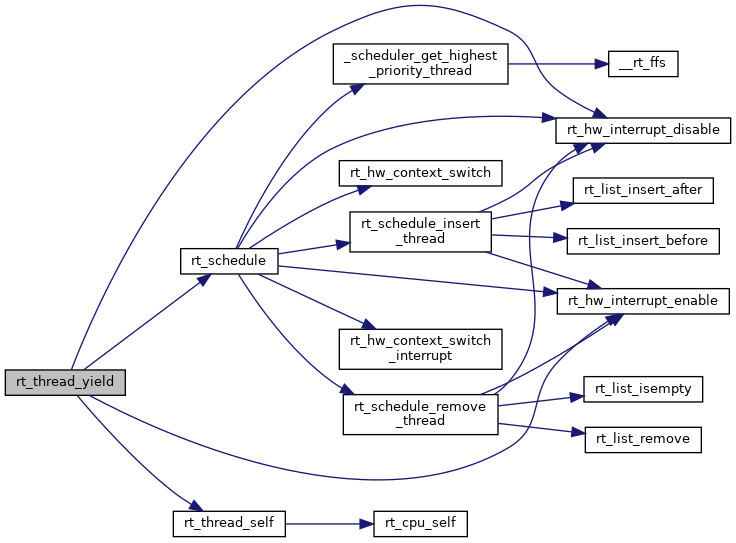 _scheduler_get_highest
_priority_thread
__rt_ffs
rt_hw_interrupt_disable
rt_hw_context_switch
rt_list_insert_after
rt_schedule_insert
_thread
rt_list_insert_before
rt_schedule
rt_hw_interrupt_enable
rt_hw_context_switch
_interrupt
rt_thread_yield
rt_list_isempty
rt_schedule_remove
_thread
rt_list_remove
rt_thread_self
rt_cpu_self